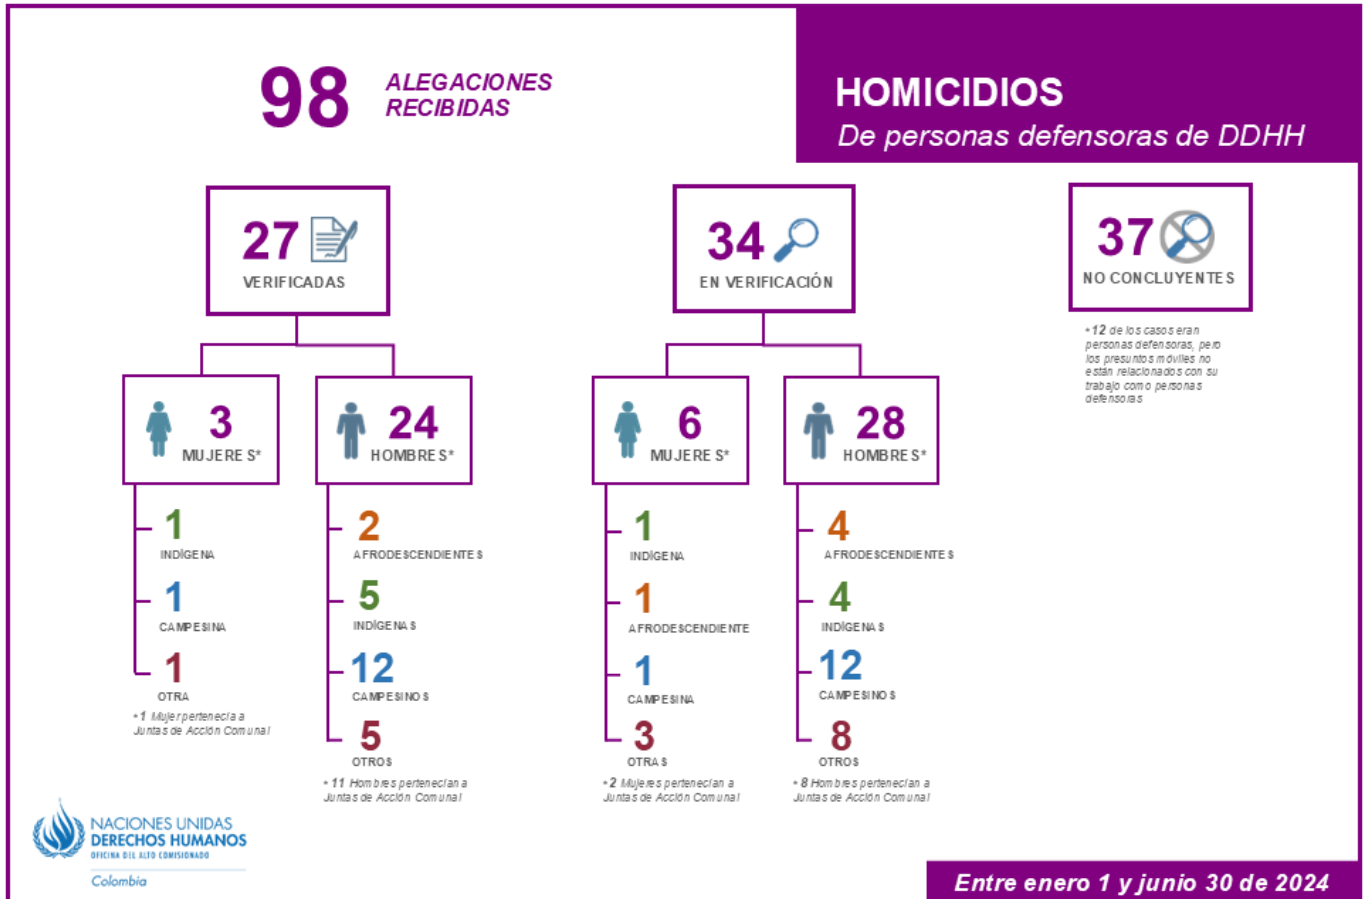 98
ALEGACIONES
RECIBIDAS
HOMICIDIOS
De personas defensoras de DDHH
27
VERIFICADAS
3
MUJERES*
1
INDÍGENA
1
CAMPESINA
1
OTRA
*1 Mujer pertenecía a
Juntas de Acción Comunal
24
HOMBRES*
2
AFRODESCENDIENTES
5
INDÍGENAS
12
CAMPESINOS
5
OTROS
*11 Hombres pertenecían a
Juntas de Acción Comunal
34
EN VERIFICACIÓN
6
MUJERES*
1
INDÍGENA
1
AFRODESCENDIENTE
1
CAMPESINA
3
OTRAS
*2 Mujeres pertenecían a
Juntas de Acción Comunal
28
HOMBRES*
4
AFRODESCENDIENTES
4
INDÍGENAS
12
CAMPESINOS
8
OTROS
*8 Hombres pertenecían a
Juntas de Acción Comunal
37
NO CONCLUYENTES
*12 de los casos eran
personas defensoras, pero
los presuntos móviles no
están relacionados con su
trabajo como personas
defensoras
NACIONES UNIDAS
DERECHOS HUMANOS
OFICINA DEL ALTO COMISIONADO
Colombia
Entre enero 1 y junio 30 de 2024